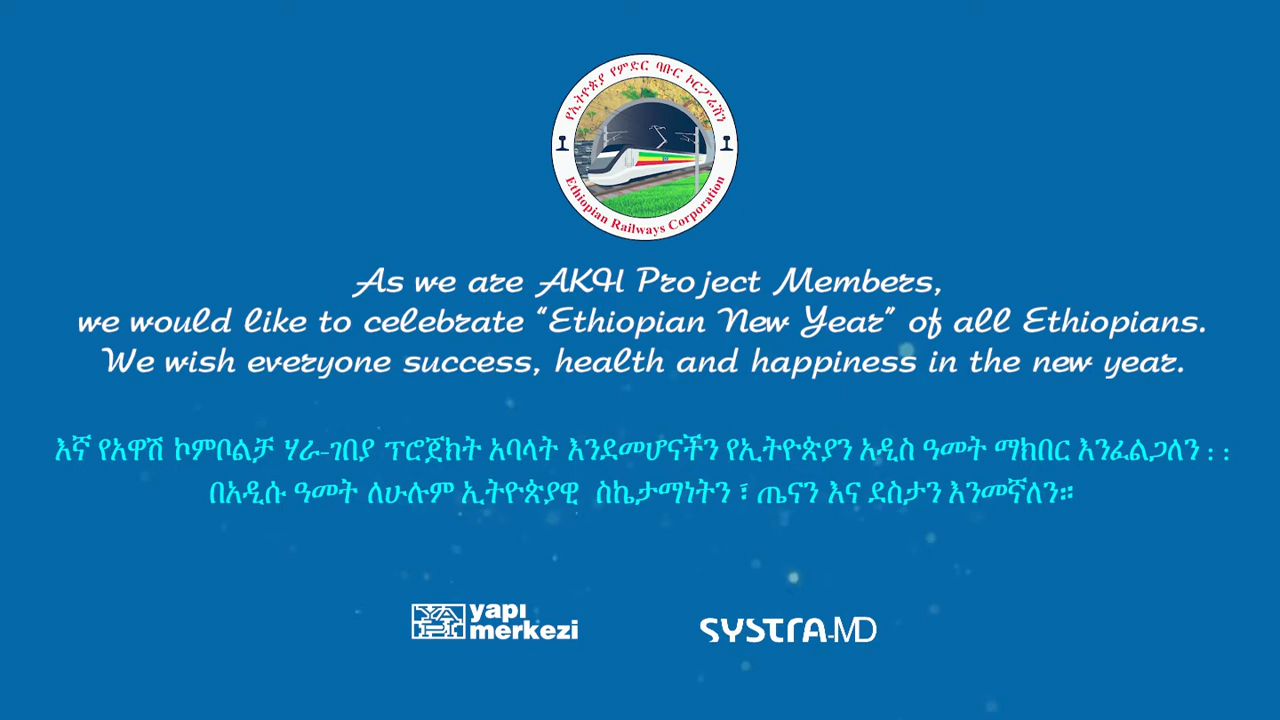 የኢትዮጵያ የምድር ባቡር ኮርፖሬሽን
Ethiopian Railways Corporation
As we are AKH Project Members,
we would like to celebrate “Ethiopian New Year” of all Ethiopians.
We wish everyone success, health and happiness in the new year.
እኛ የአዋሽ ኮምቦልቻ ሃራ-ገበያ ፕሮጀክት አባላት እንደመሆናችን የኢትዮጵያን አዲስ ዓመት ማክበር እንፈልጋለን : :
በአዲሱ ዓመት ለሁሉም ኢትዮጵያዊ ስኬታማነትን ፣ ጤናን እና ደስታን እንመኛለን።
yapı
merkezi
SYSTRA-MD